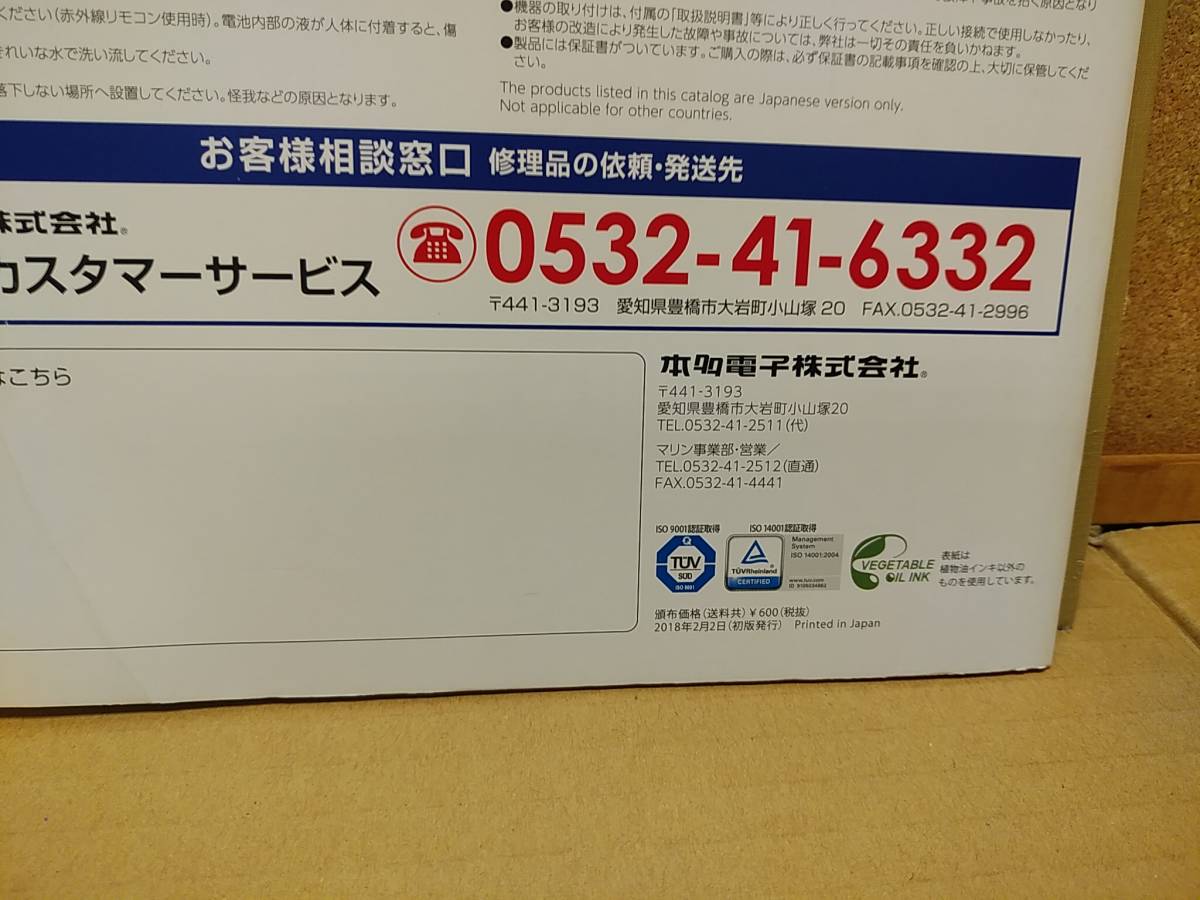 ください（赤外線リモコン使用時）。電池内部の液が人体に付着すると、傷
きれいな水で洗い流してください。
落下しない場所へ設置してください。怪我などの原因となります。
●機器の取り付けは、付属の「取扱説明書」等により正しく行ってください。正しい接続で使用しなかったり、
お客様の改造により発生した故障や事故については、弊社は一切その責任を負いかねます。
●製品には保証書がついています。ご購入の際は、必ず保証書の記載事項を確認の上、大切に保管してくだ
さい。
The products listed in this catalog are Japanese version only.
Not applicable for other countries.
お客様相談窓口 修理品の依頼・発送先
株式会社®
カスタマーサービス
0532-41-6332
〒441-3193 愛知県豊橋市大岩町小山塚20 FAX.0532-41-2996
はこちら
本多電子株式会社®
〒441-3193
愛知県豊橋市大岩町小山塚20
TEL.0532-41-2511（代）
マリン事業部・営業／
TEL.0532-41-2512（直通）
FAX.0532-41-4441
ISO 9001認証取得 ISO 14001認証取得
TÜV
SÜD
ISO 9001
TÜVRheinland
CERTIFIED
Management
System
ISO 14001:2004
www.tuv.com
VEGETABLE
OIL INK
表紙は
植物油インキ以外の
ものを使用しています。
頒布価格（送料共）￥600（税抜）
2018年2月2日（初版発行） Printed in Japan